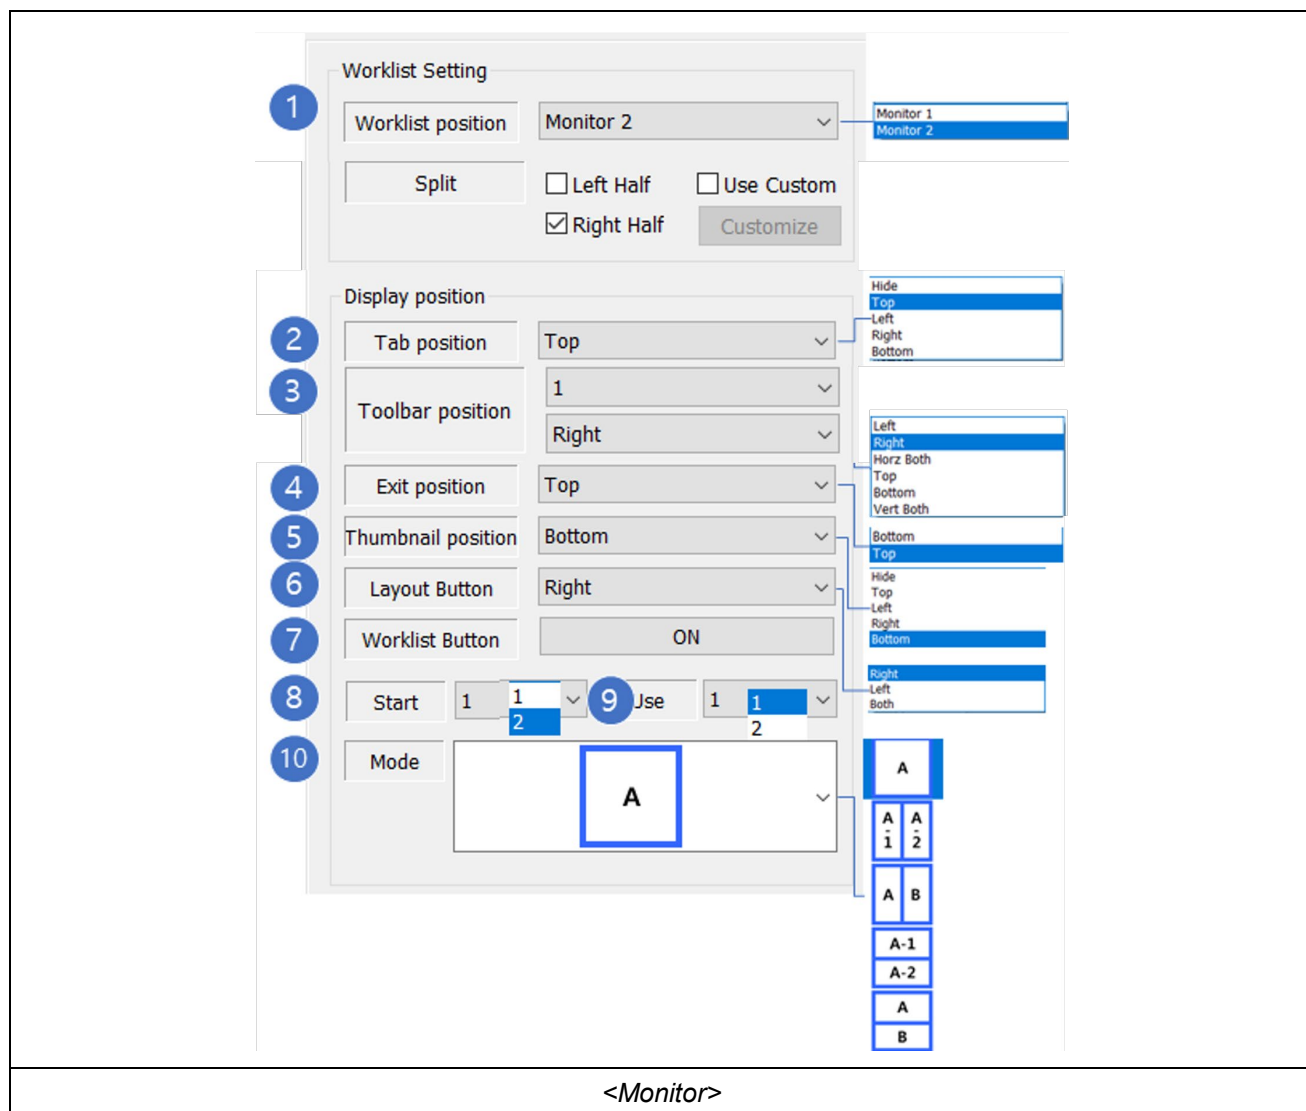 Worklist Setting
1
Worklist position
Monitor 2
Monitor 1
Monitor 2
Split
Left Half
Use Custom
Right Half
Customize
Display position
2
Tab position
Top
Hide
Top
Left
Right
Bottom
3
Toolbar position
1
Right
Left
Right
Horz Both
Top
Bottom
Vert Both
4
Exit position
Top
Bottom
Top
5
Thumbnail position
Bottom
Hide
Top
Left
Right
Bottom
6
Layout Button
Right
Right
Left
Both
7
Worklist Button
ON
8
Start
1
1
2
9
Use
1
1
2
10
Mode
A
A
A-1
A-2
A B
A-1
A-2
A
B
<Monitor>